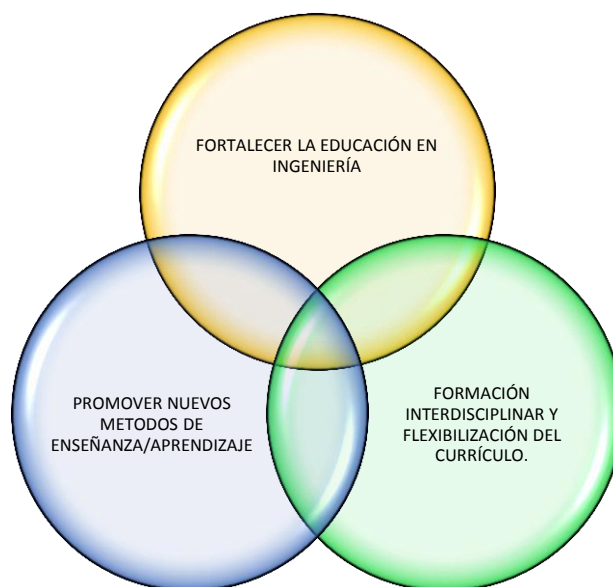 FORTALECER LA EDUCACIÓN EN
INGENIERÍA
PROMOVER NUEVOS
METODOS DE
ENSEÑANZA/APRENDIZAJE
FORMACIÓN
INTERDISCIPLINAR Y
FLEXIBILIZACIÓN DEL
CURRÍCULO.